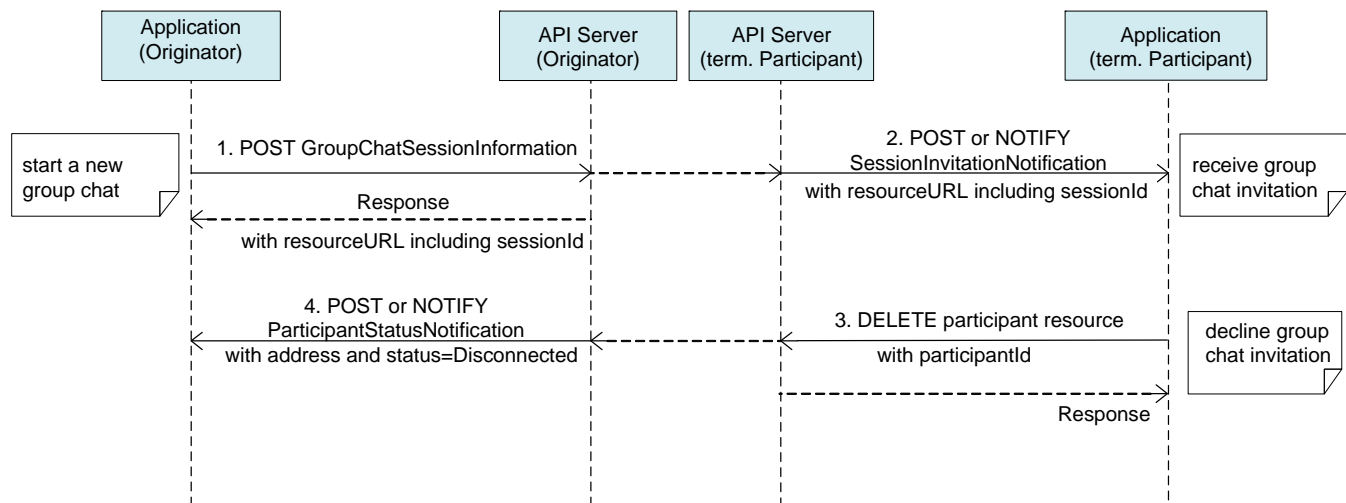 Application
(Originator)
API Server
(Originator)
API Server
(term. Participant)
Application
(term. Participant)
start a new
group chat
1. POST GroupChatSessionInformation
2. POST or NOTIFY
SessionInvitationNotification
with resourceURL including sessionId
receive group
chat invitation
Response
with resourceURL including sessionId
4. POST or NOTIFY
ParticipantStatusNotification
with address and status=Disconnected
3. DELETE participant resource
with participantId
decline group
chat invitation
Response